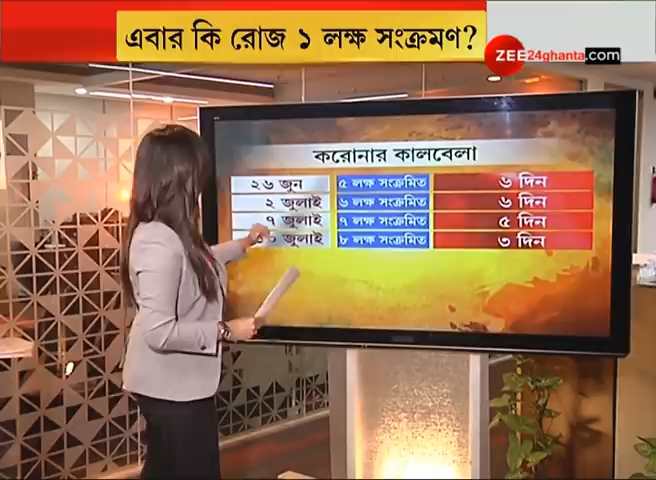 এবার কি রোজ ১ লক্ষ সংক্রমণ?
ZEE24ghanta.com
করোনার কালবেলা
২৬ জুন ৫ লক্ষ সংক্রমিত ৬ দিন
২ জুলাই ৬ লক্ষ সংক্রমিত ৬ দিন
৭ জুলাই ৭ লক্ষ সংক্রমিত ৫ দিন
জুলাই ৮ লক্ষ সংক্রমিত ৩ দিন